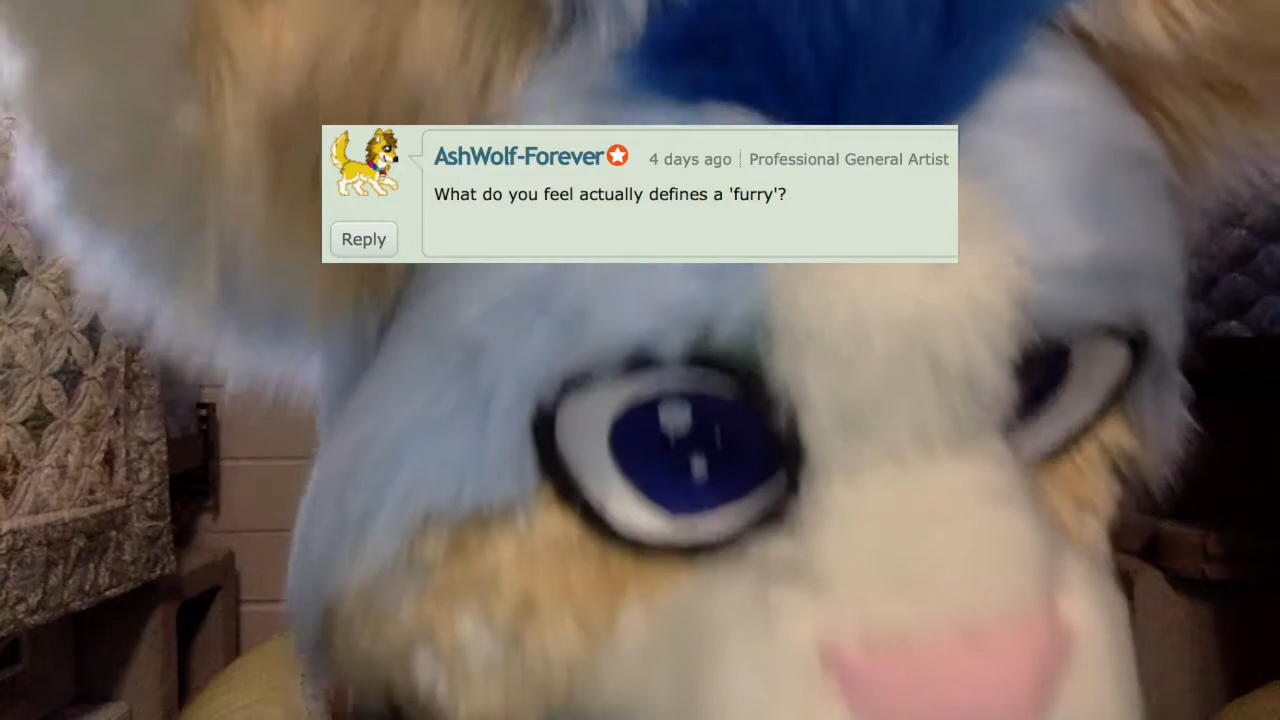 AshWolf-Forever 4 days ago Professional General Artist
What do you feel actually defines a 'furry'?
Reply